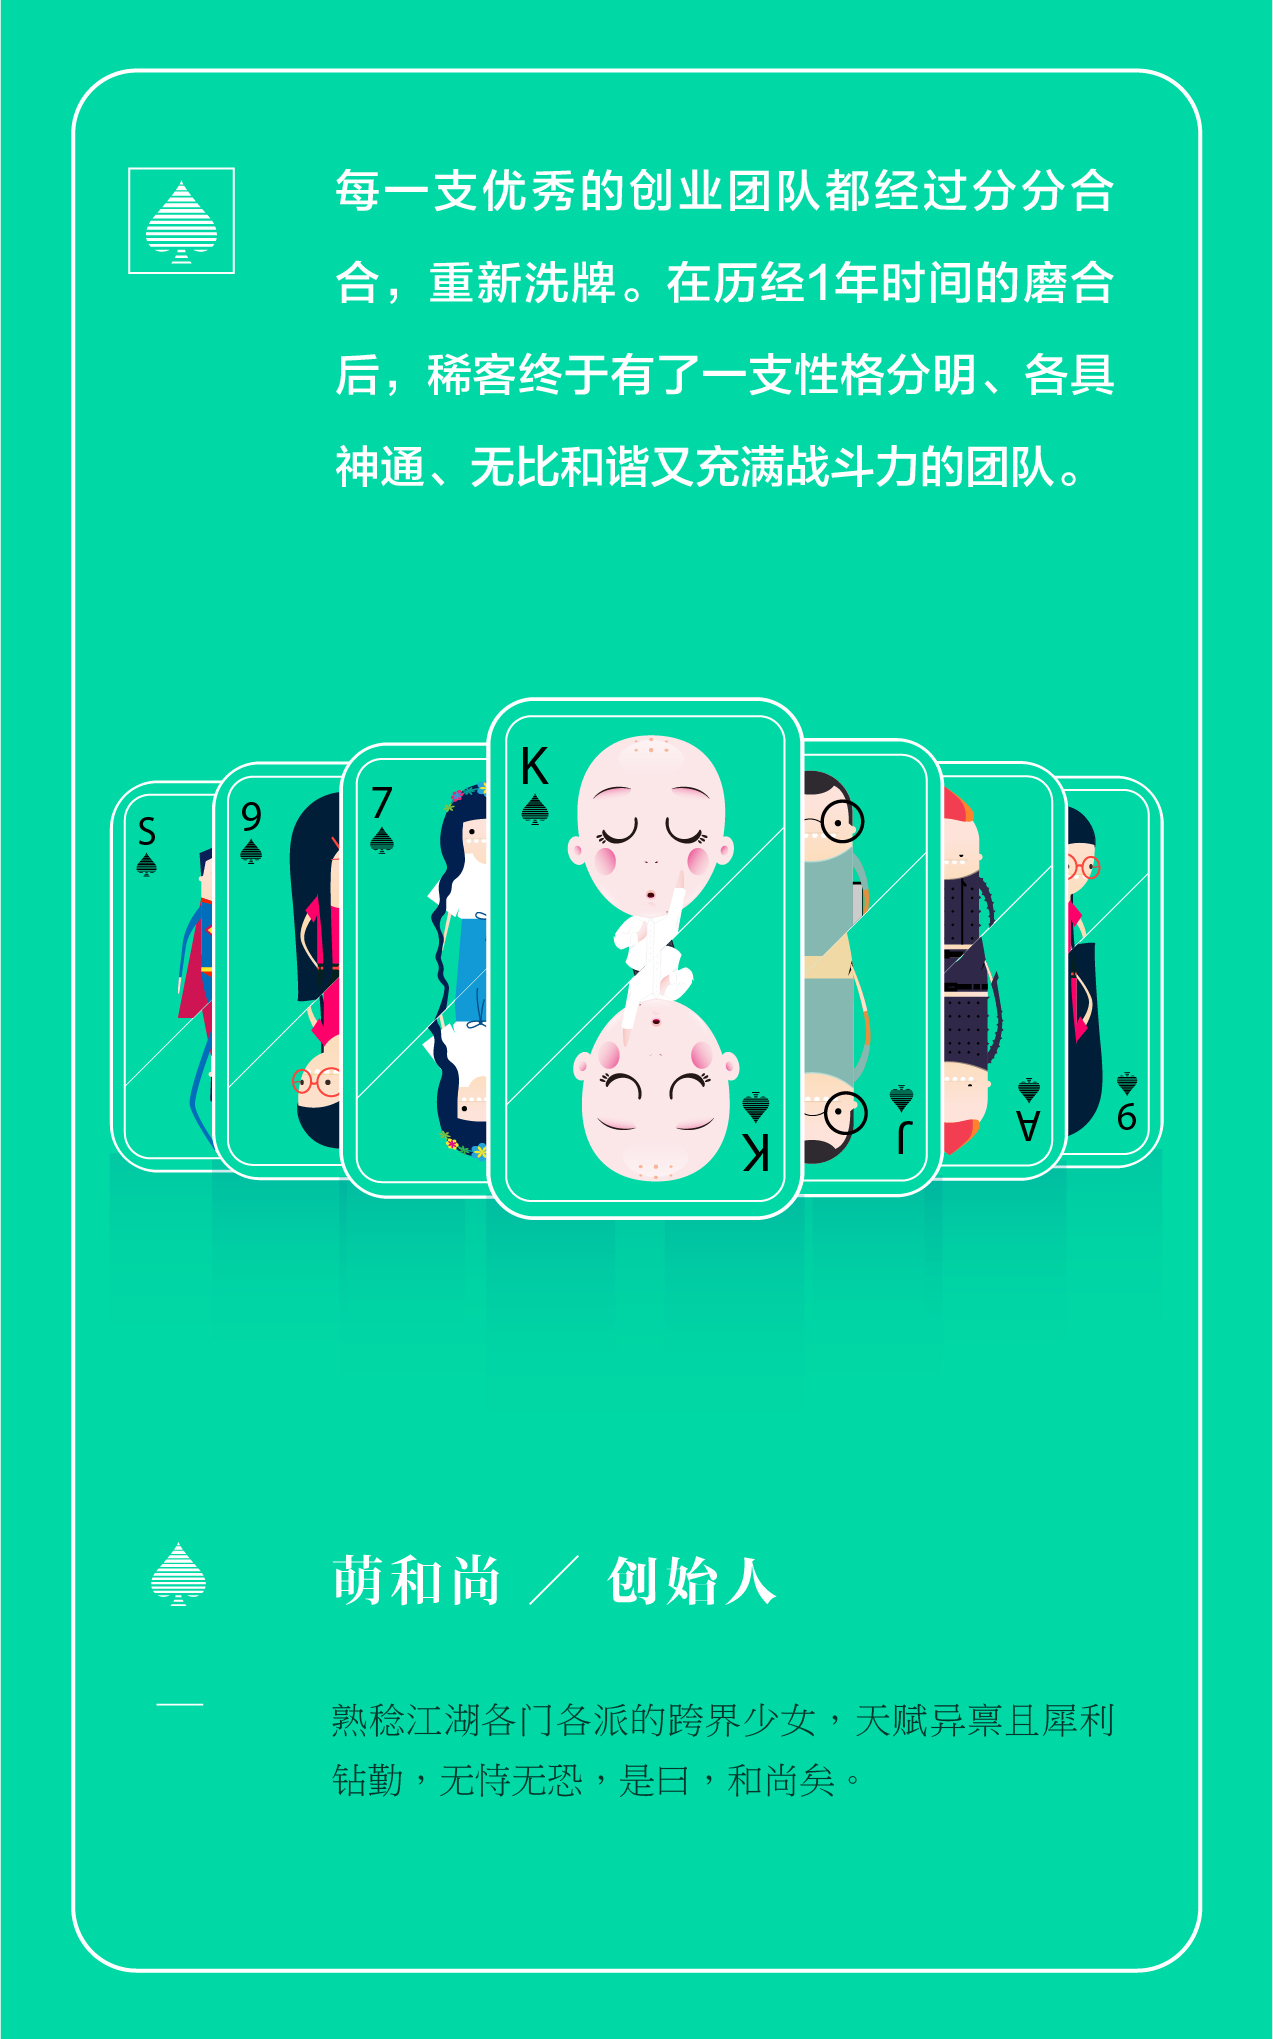 每一支优秀的创业团队都经过分分合
合，重新洗牌。在历经1年时间的磨合
后，稀客终于有了一支性格分明、各具
神通、无比和谐又充满战斗力的团队。
S
9
7
K
K
J
A
6
萌和尚 ／ 创始人
熟稔江湖各门各派的跨界少女，天赋异禀且犀利
钻勤，无恃无恐，是曰，和尚矣。